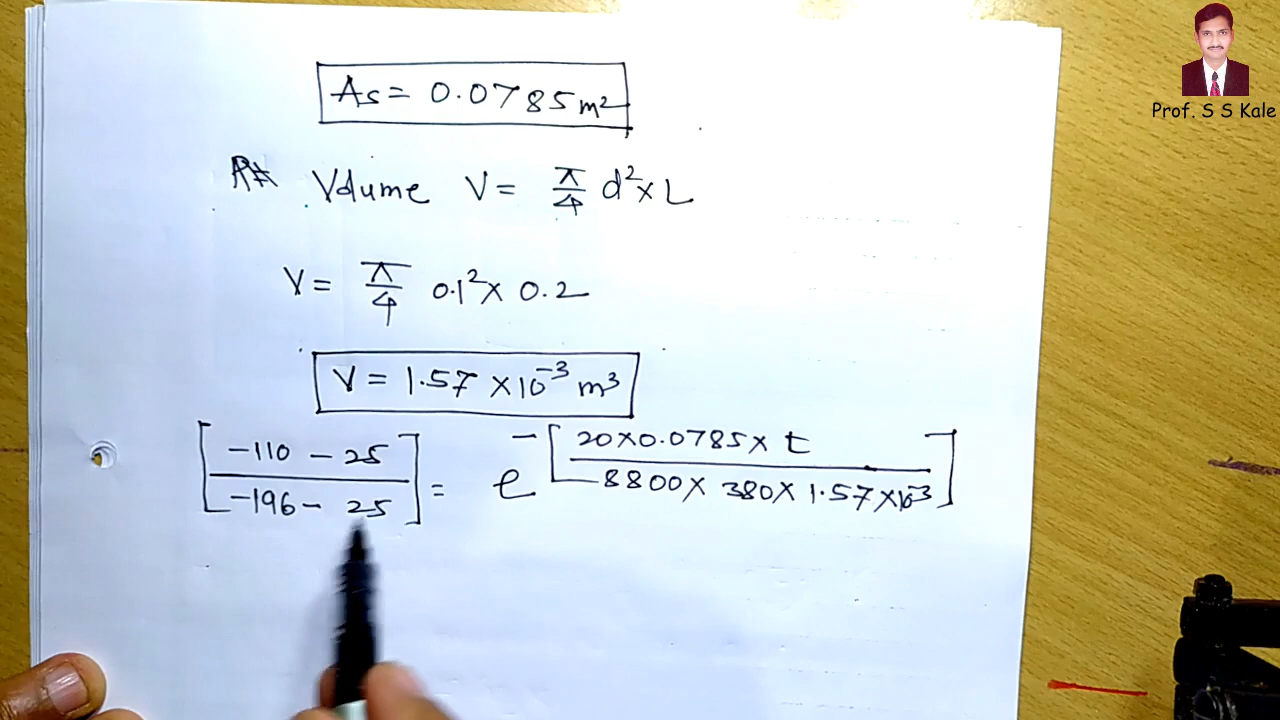 As = 0.0785 m²
Prof. S S Kale
Volume V = π/4 d² × L
V = π/4 0.1² × 0.2
V = 1.57 × 10⁻³ m³
[(-110 - 25)/(-196 - 25)] = e^-[(20 × 0.0785 × t)/(8800 × 380 × 1.57 × 10⁻³)]